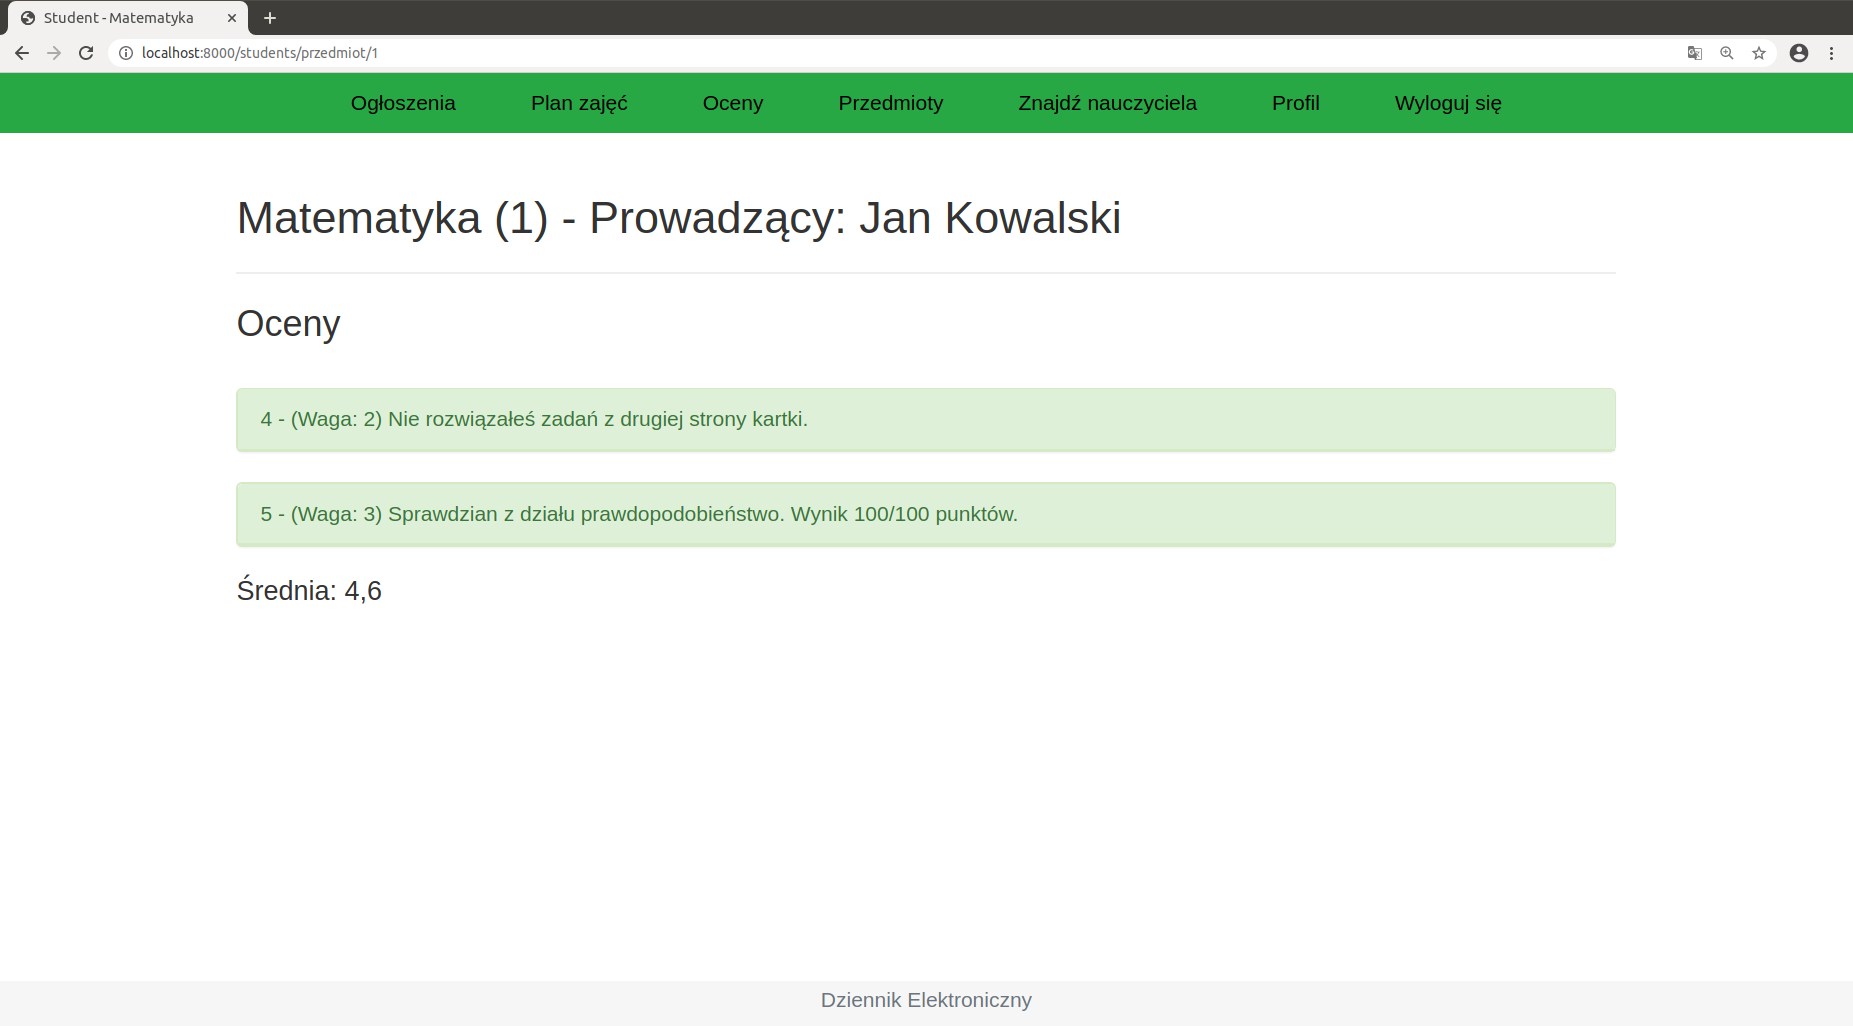 Student - Matematyka
localhost:8000/students/przedmiot/1
Ogłoszenia Plan zajęć Oceny Przedmioty Znajdź nauczyciela Profil Wyloguj się
Matematyka (1) - Prowadzący: Jan Kowalski
Oceny
4 - (Waga: 2) Nie rozwiązałeś zadań z drugiej strony kartki.
5 - (Waga: 3) Sprawdzian z działu prawdopodobieństwo. Wynik 100/100 punktów.
Średnia: 4,6
Dziennik Elektroniczny